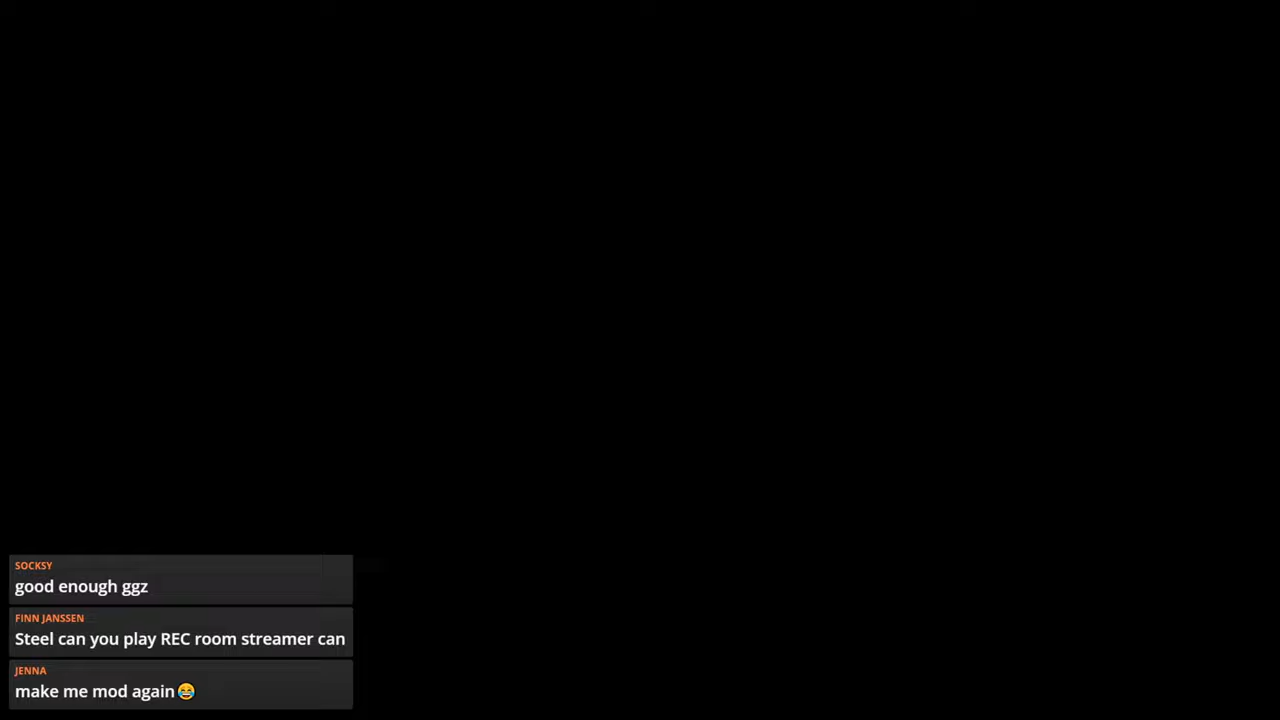 SOCKSY
good enough ggz
FINN JANSSEN
Steel can you play REC room streamer can
JENNA
make me mod again😂